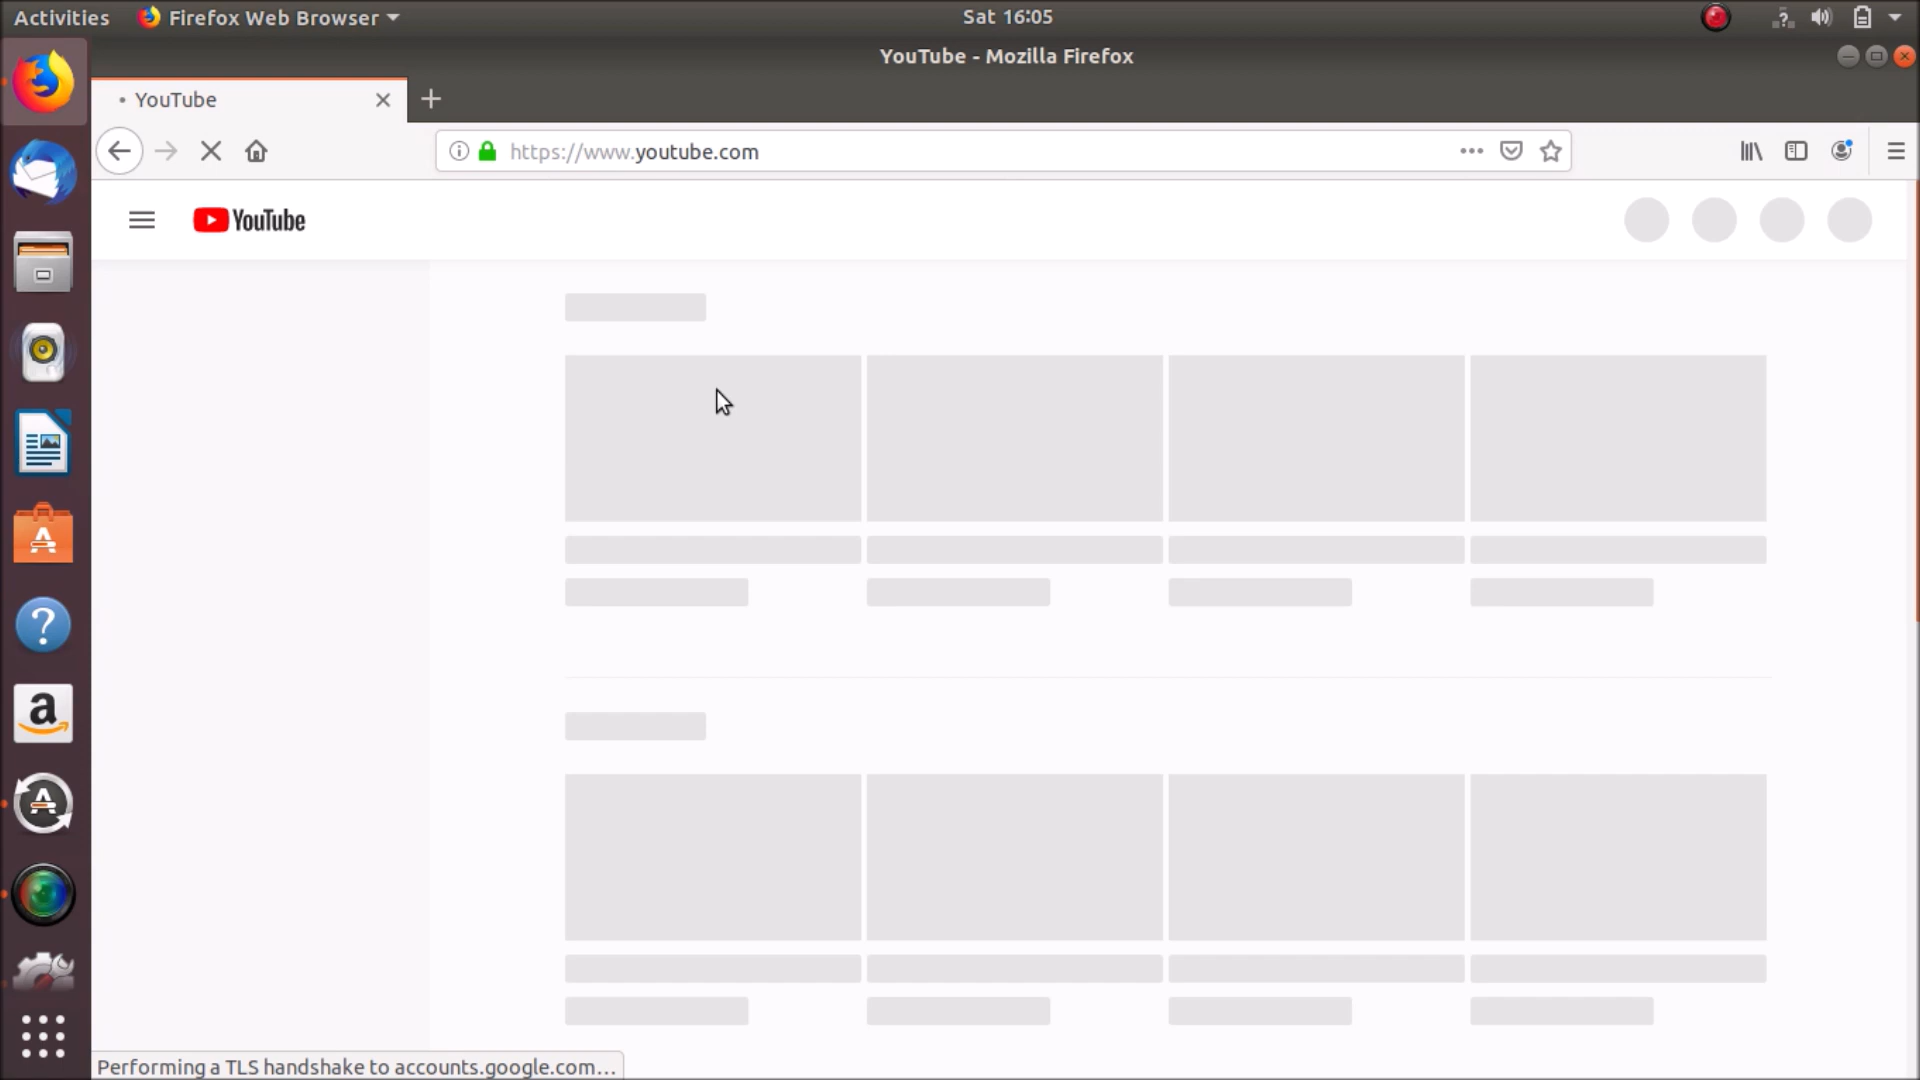 Activities Firefox Web Browser Sat 16:05
YouTube - Mozilla Firefox
YouTube
https://www.youtube.com
YouTube
Performing a TLS handshake to accounts.google.com…